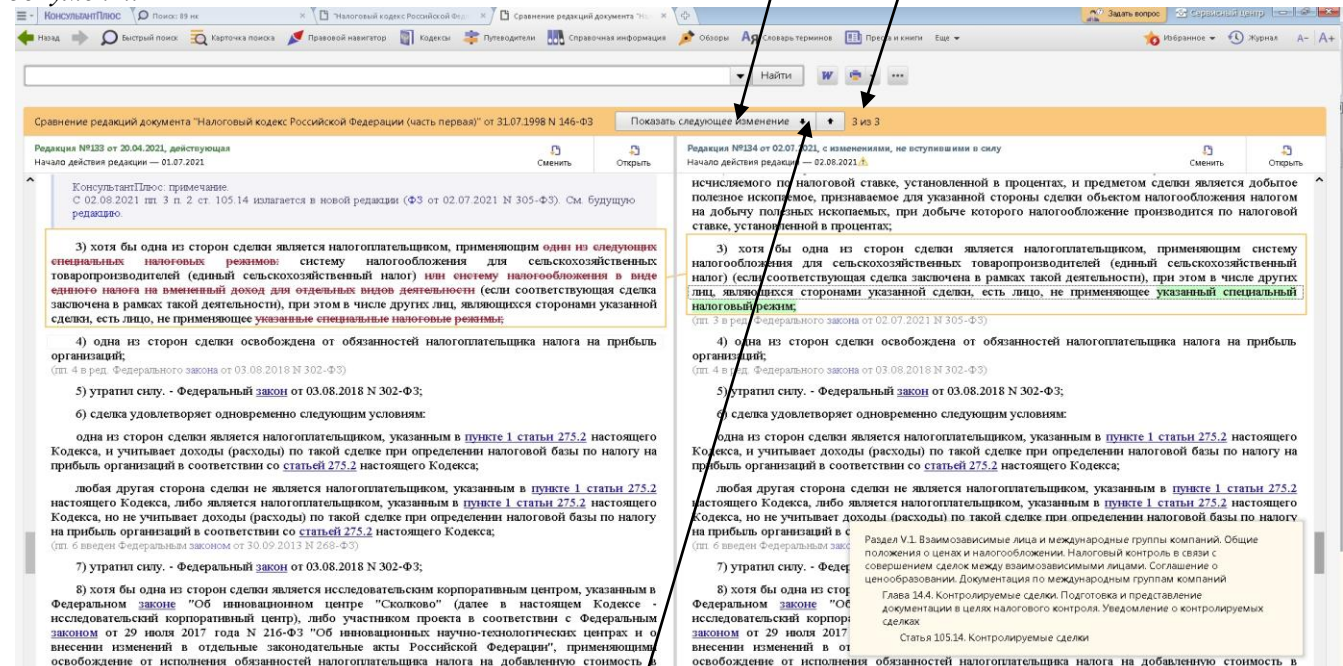 КонсультантПлюс
Поиск: 89 нк
"Налоговый кодекс Российской Фед
Сравнение редакций документа "На
Задать вопрос
Сервисный центр
Назад
Быстрый поиск
Карточка поиска
Правовой навигатор
Кодексы
Путеводители
Справочная информация
Обзоры
Словарь терминов
Пресса и книги
Еще
Избранное
Журнал
A- A+
Найти
Сравнение редакций документа "Налоговый кодекс Российской Федерации (часть первая)" от 31.07.1998 N 146-ФЗ
Показать следующее изменение
3 из 3
Редакция №133 от 20.04.2021, действующая
Начало действия редакции — 01.07.2021
Сменить
Открыть
КонсультантПлюс: примечание.
С 02.08.2021 пп. 3 п. 2 ст. 105.14 излагается в новой редакции (ФЗ от 02.07.2021 N 305-ФЗ). См. будущую
редакцию.
3) хотя бы одна из сторон сделки является налогоплательщиком, применяющим один из следующих
специальных налоговых режимов: систему налогообложения для сельскохозяйственных
товаропроизводителей (единый сельскохозяйственный налог) или систему налогообложения в виде
единого налога на вмененный доход для отдельных видов деятельности (если соответствующая сделка
заключена в рамках такой деятельности), при этом в числе других лиц, являющихся сторонами указанной
сделки, есть лицо, не применяющее указанные специальные налоговые режимы;
4) одна из сторон сделки освобождена от обязанностей налогоплательщика налога на прибыль
организаций;
(пп. 4 в ред. Федерального закона от 03.08.2018 N 302-ФЗ)
5) утратил силу. - Федеральный закон от 03.08.2018 N 302-ФЗ;
6) сделка удовлетворяет одновременно следующим условиям:
одна из сторон сделки является налогоплательщиком, указанным в пункте 1 статьи 275.2 настоящего
Кодекса, и учитывает доходы (расходы) по такой сделке при определении налоговой базы по налогу на
прибыль организаций в соответствии со статьей 275.2 настоящего Кодекса;
любая другая сторона сделки не является налогоплательщиком, указанным в пункте 1 статьи 275.2
настоящего Кодекса, либо является налогоплательщиком, указанным в пункте 1 статьи 275.2 настоящего
Кодекса, но не учитывает доходы (расходы) по такой сделке при определении налоговой базы по налогу
на прибыль организаций в соответствии со статьей 275.2 настоящего Кодекса;
(пп. 6 введен Федеральным законом от 30.09.2013 N 268-ФЗ)
7) утратил силу. - Федеральный закон от 03.08.2018 N 302-ФЗ;
8) хотя бы одна из сторон сделки является исследовательским корпоративным центром, указанным в
Федеральном законе "Об инновационном центре "Сколково" (далее в настоящем Кодексе -
исследовательский корпоративный центр), либо участником проекта в соответствии с Федеральным
законом от 29 июля 2017 года N 216-ФЗ "Об инновационных научно-технологических центрах и о
внесении изменений в отдельные законодательные акты Российской Федерации", применяющими
освобождение от исполнения обязанностей налогоплательщика налога на добавленную стоимость в
Редакция №134 от 02.07.2021, с изменениями, не вступившими в силу
Начало действия редакции — 02.08.2021
Сменить
Открыть
исчисляемого по налоговой ставке, установленной в процентах, и предметом сделки является добытое
полезное ископаемое, признаваемое для указанной стороны сделки объектом налогообложения налогом
на добычу полезных ископаемых, при добыче которого налогообложение производится по налоговой
ставке, установленной в процентах;
3) хотя бы одна из сторон сделки является налогоплательщиком, применяющим систему
налогообложения для сельскохозяйственных товаропроизводителей (единый сельскохозяйственный
налог) (если соответствующая сделка заключена в рамках такой деятельности), при этом в числе других
лиц, являющихся сторонами указанной сделки, есть лицо, не применяющее указанный специальный
налоговый режим;
(пп. 3 в ред. Федерального закона от 02.07.2021 N 305-ФЗ)
4) одна из сторон сделки освобождена от обязанностей налогоплательщика налога на прибыль
организаций;
(пп. 4 в ред. Федерального закона от 03.08.2018 N 302-ФЗ)
5) утратил силу. - Федеральный закон от 03.08.2018 N 302-ФЗ;
6) сделка удовлетворяет одновременно следующим условиям:
одна из сторон сделки является налогоплательщиком, указанным в пункте 1 статьи 275.2 настоящего
Кодекса, и учитывает доходы (расходы) по такой сделке при определении налоговой базы по налогу на
прибыль организаций в соответствии со статьей 275.2 настоящего Кодекса;
любая другая сторона сделки не является налогоплательщиком, указанным в пункте 1 статьи 275.2
настоящего Кодекса, либо является налогоплательщиком, указанным в пункте 1 статьи 275.2 настоящего
Кодекса, но не учитывает доходы (расходы) по такой сделке при определении налоговой базы по налогу
на прибыль организаций в с
(пп. 6 введен Федеральным зако
7) утратил силу. - Федер
8) хотя бы одна из стор
Федеральном законе "Об
исследовательский корпора
законом от 29 июля 2017
внесении изменений в от
освобождение от исполнения обязанностей налогоплательщика налога на добавленную стоимость в
Раздел V.1. Взаимозависимые лица и международные группы компаний. Общие
положения о ценах и налогообложении. Налоговый контроль в связи с
совершением сделок между взаимозависимыми лицами. Соглашение о
ценообразовании. Документация по международным группам компаний
Глава 14.4. Контролируемые сделки. Подготовка и представление
документации в целях налогового контроля. Уведомление о контролируемых
сделках
Статья 105.14. Контролируемые сделки